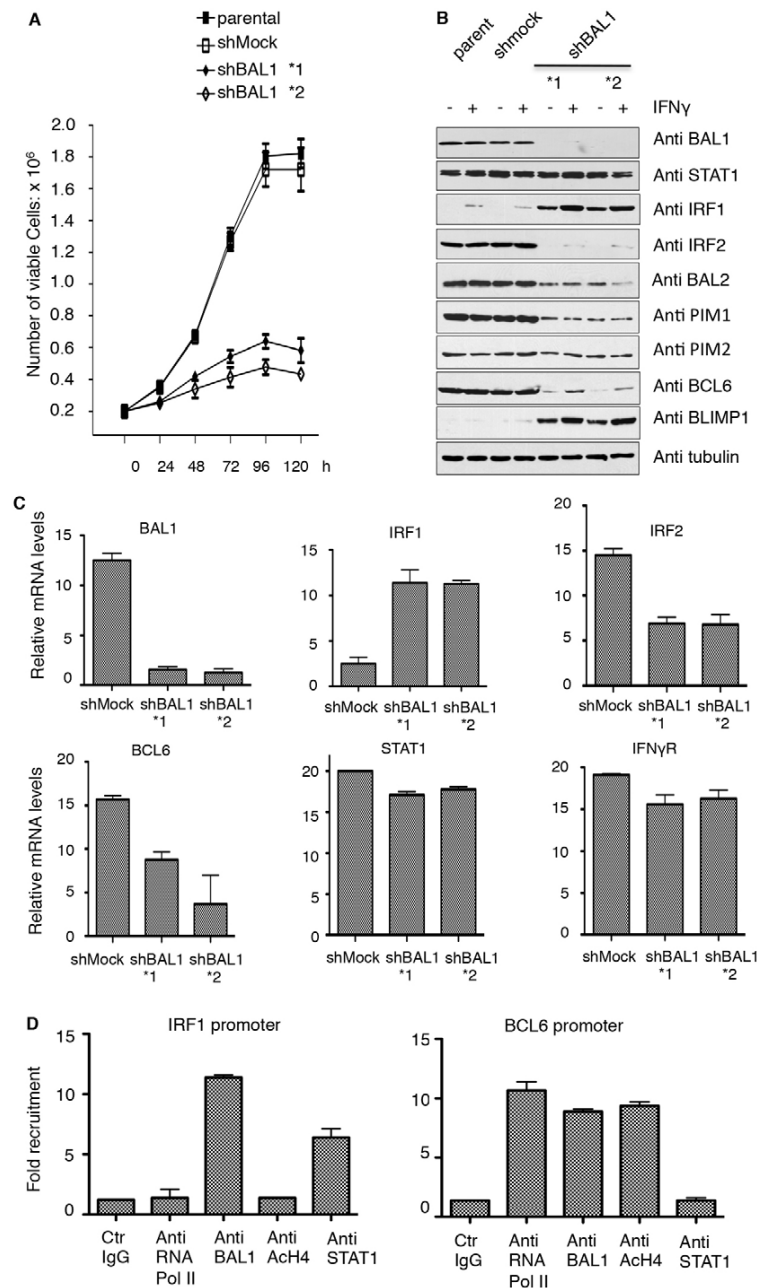 A
parental
shMock
shBAL1 *1
shBAL1 *2
Number of viable Cells: x 10⁶
2.0
1.8
1.6
1.4
1.2
1.0
0.8
0.6
0.4
0.2
0 24 48 72 96 120 h
B
parent shmock shBAL1
*1 *2
- + - + - + - + IFNγ
Anti BAL1
Anti STAT1
Anti IRF1
Anti IRF2
Anti BAL2
Anti PIM1
Anti PIM2
Anti BCL6
Anti BLIMP1
Anti tubulin
C
BAL1
Relative mRNA levels
15
10
5
0
shMock shBAL1 shBAL1
*1 *2
IRF1
15
10
5
0
shMock shBAL1 shBAL1
*1 *2
IRF2
20
15
10
5
0
shMock shBAL1 shBAL1
*1 *2
BCL6
Relative mRNA levels
20
15
10
5
0
shMock shBAL1 shBAL1
*1 *2
STAT1
20
15
10
5
0
shMock shBAL1 shBAL1
*1 *2
IFNγR
20
15
10
5
0
shMock shBAL1 shBAL1
*1 *2
D
IRF1 promoter
Fold recruitment
15
10
5
0
Ctr Anti Anti Anti Anti
IgG RNA BAL1 AcH4 STAT1
Pol II
BCL6 promoter
15
10
5
0
Ctr Anti Anti Anti Anti
IgG RNA BAL1 AcH4 STAT1
Pol II